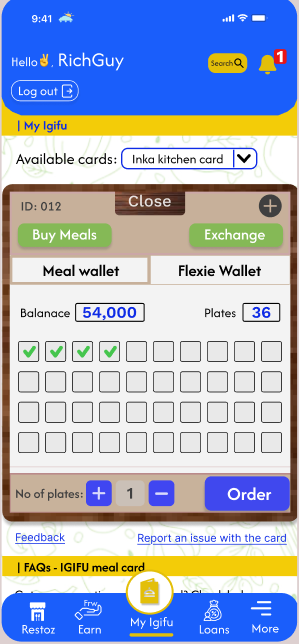 9:41
Hello✌️, RichGuy
Search
1
Log out
| My Igifu
Available cards: Inka kitchen card
ID: 012 Close
Buy Meals Exchange
Meal wallet Flexie Wallet
Balanace 54,000 Plates 36
No of plates: + 1 − Order
Feedback Report an issue with the card
| FAQs - IGIFU meal card
Frw
Restoz Earn My Igifu Loans More